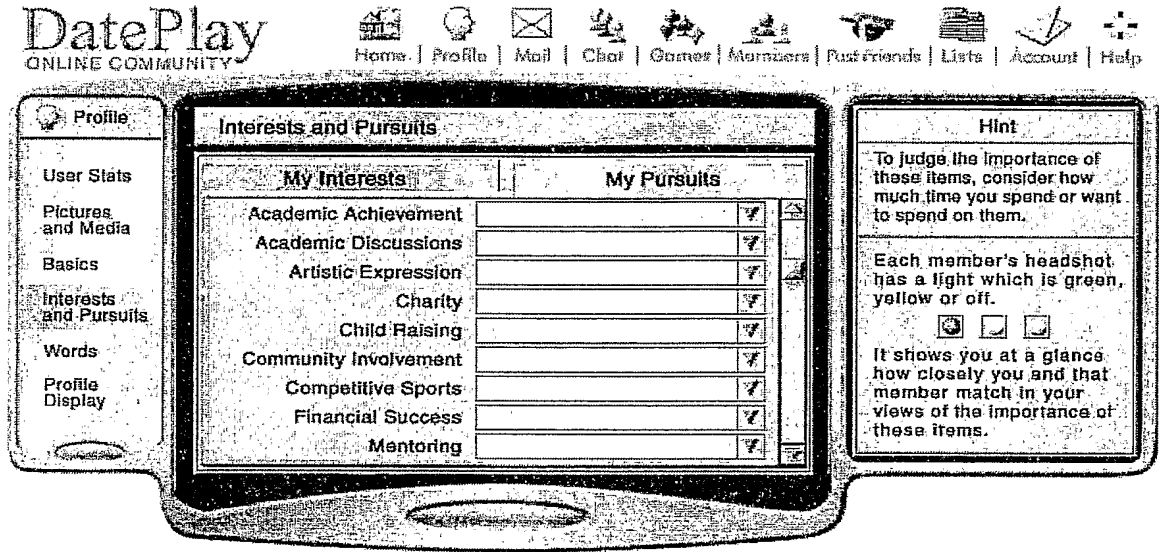 DatePlay
ONLINE COMMUNITY
Home | Profile | Mail | Chat | Games | Members | Past Friends | Lists | Account | Help
Profile
User Stats
Pictures
and Media
Basics
Interests
and Pursuits
Words
Profile
Display
Interests and Pursuits
My Interests
My Pursuits
Academic Achievement
Academic Discussions
Artistic Expression
Charity
Child Raising
Community Involvement
Competitive Sports
Financial Success
Mentoring
Hint
To judge the importance of
these items, consider how
much time you spend or want
to spend on them.
Each member's headshot
has a light which is green,
yellow or off.
It shows you at a glance
how closely you and that
member match in your
views of the importance of
these items.